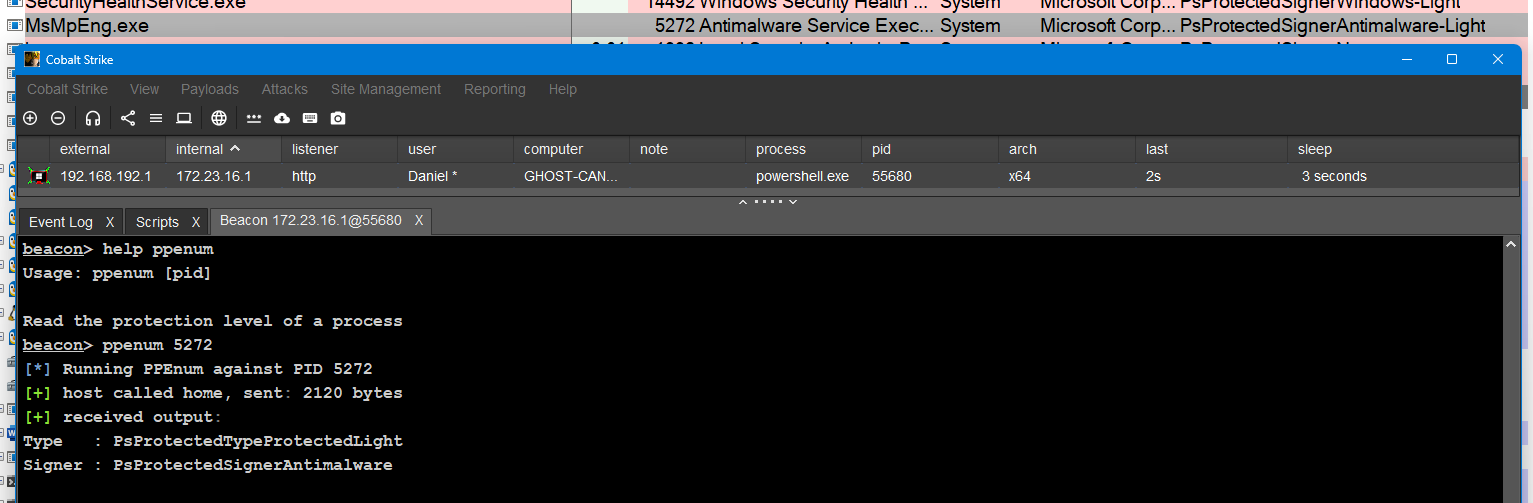 SecurityHealthService.exe 14492 Windows Security Health ... System Microsoft Corp... PsProtectedSignerWindows-Light
MsMpEng.exe 5272 Antimalware Service Exec... System Microsoft Corp... PsProtectedSignerAntimalware-Light
Cobalt Strike
Cobalt Strike View Payloads Attacks Site Management Reporting Help
external internal listener user computer note process pid arch last sleep
192.168.192.1 172.23.16.1 http Daniel * GHOST-CAN... powershell.exe 55680 x64 2s 3 seconds
Event Log X Scripts X Beacon 172.23.16.1@55680 X
beacon> help ppenum
Usage: ppenum [pid]
Read the protection level of a process
beacon> ppenum 5272
[*] Running PPEnum against PID 5272
[+] host called home, sent: 2120 bytes
[+] received output:
Type : PsProtectedTypeProtectedLight
Signer : PsProtectedSignerAntimalware